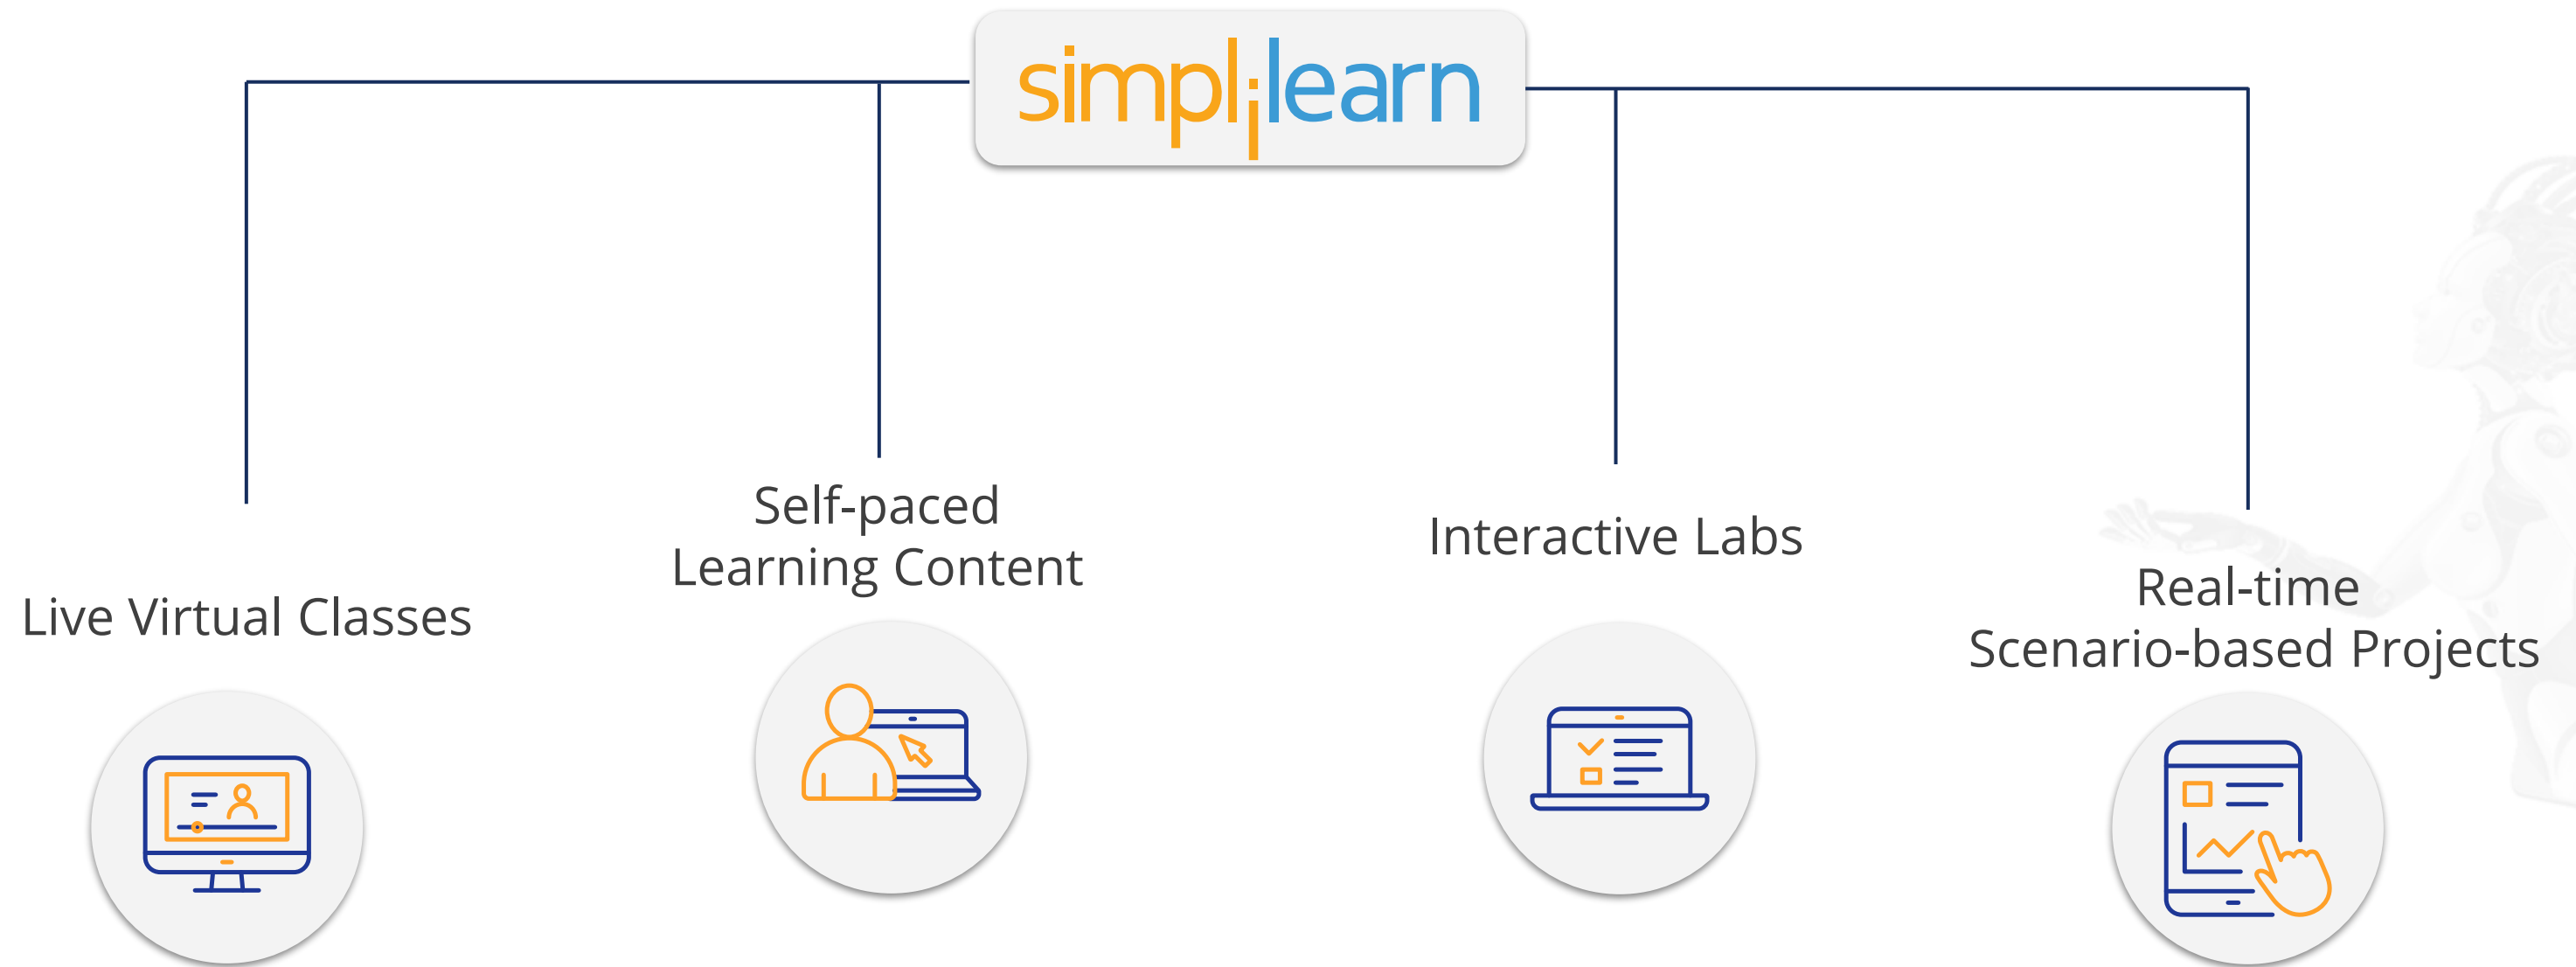 simplilearn
Live Virtual Classes
Self-paced
Learning Content
Interactive Labs
Real-time
Scenario-based Projects